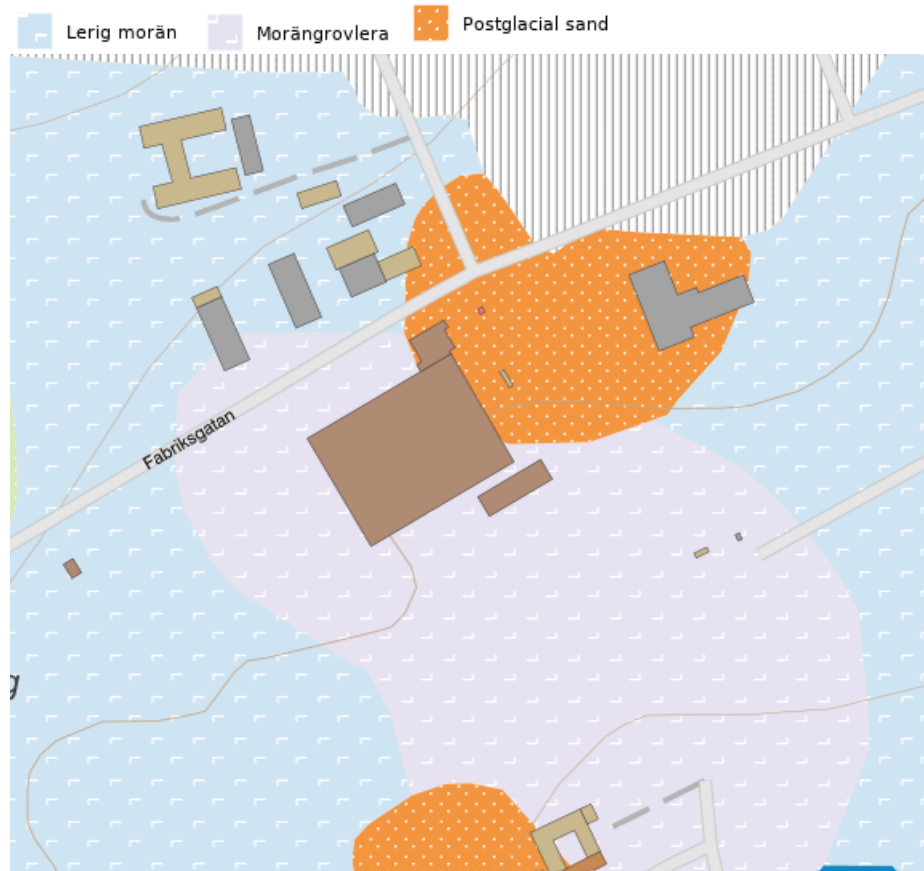 Lerig morän
Morängrovlera
Postglacial sand
Fabriksgatan
g